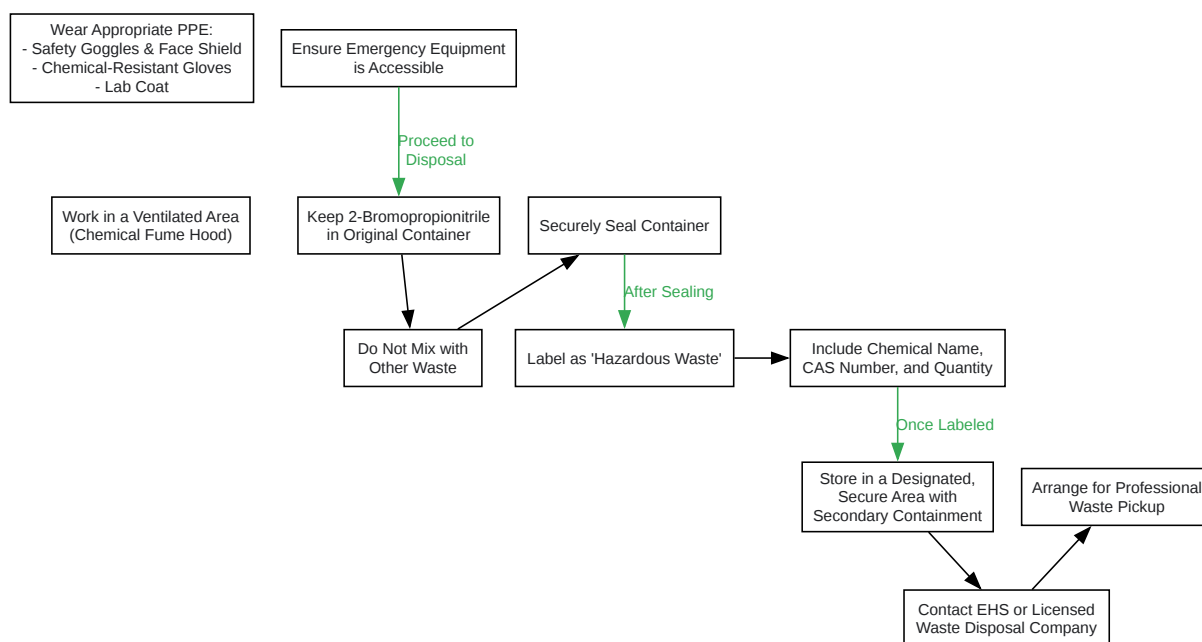 Wear Appropriate PPE:
- Safety Goggles & Face Shield
- Chemical-Resistant Gloves
- Lab Coat
Ensure Emergency Equipment
is Accessible
Proceed to
Disposal
Work in a Ventilated Area
(Chemical Fume Hood)
Keep 2-Bromopropionitrile
in Original Container
Securely Seal Container
After Sealing
Do Not Mix with
Other Waste
Label as 'Hazardous Waste'
Include Chemical Name,
CAS Number, and Quantity
Once Labeled
Store in a Designated,
Secure Area with
Secondary Containment
Arrange for Professional
Waste Pickup
Contact EHS or Licensed
Waste Disposal Company